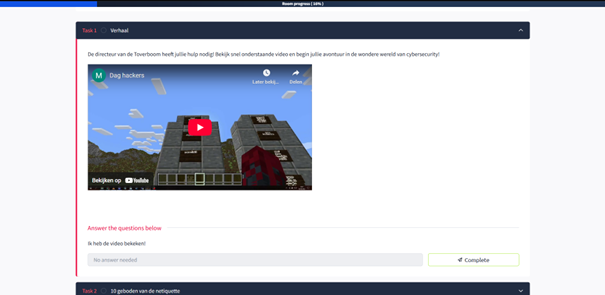 Room progress ( 16% )
Task 1 Verhaal
De directeur van de Toverboom heeft jullie hulp nodig! Bekijk snel onderstaande video en begin jullie avontuur in de wondere wereld van cybersecurity!
M Dag hackers
Later bekij... Delen
Bekijken op YouTube
Answer the questions below
Ik heb de video bekeken!
No answer needed
Complete
Task 2 10 geboden van de netiquette